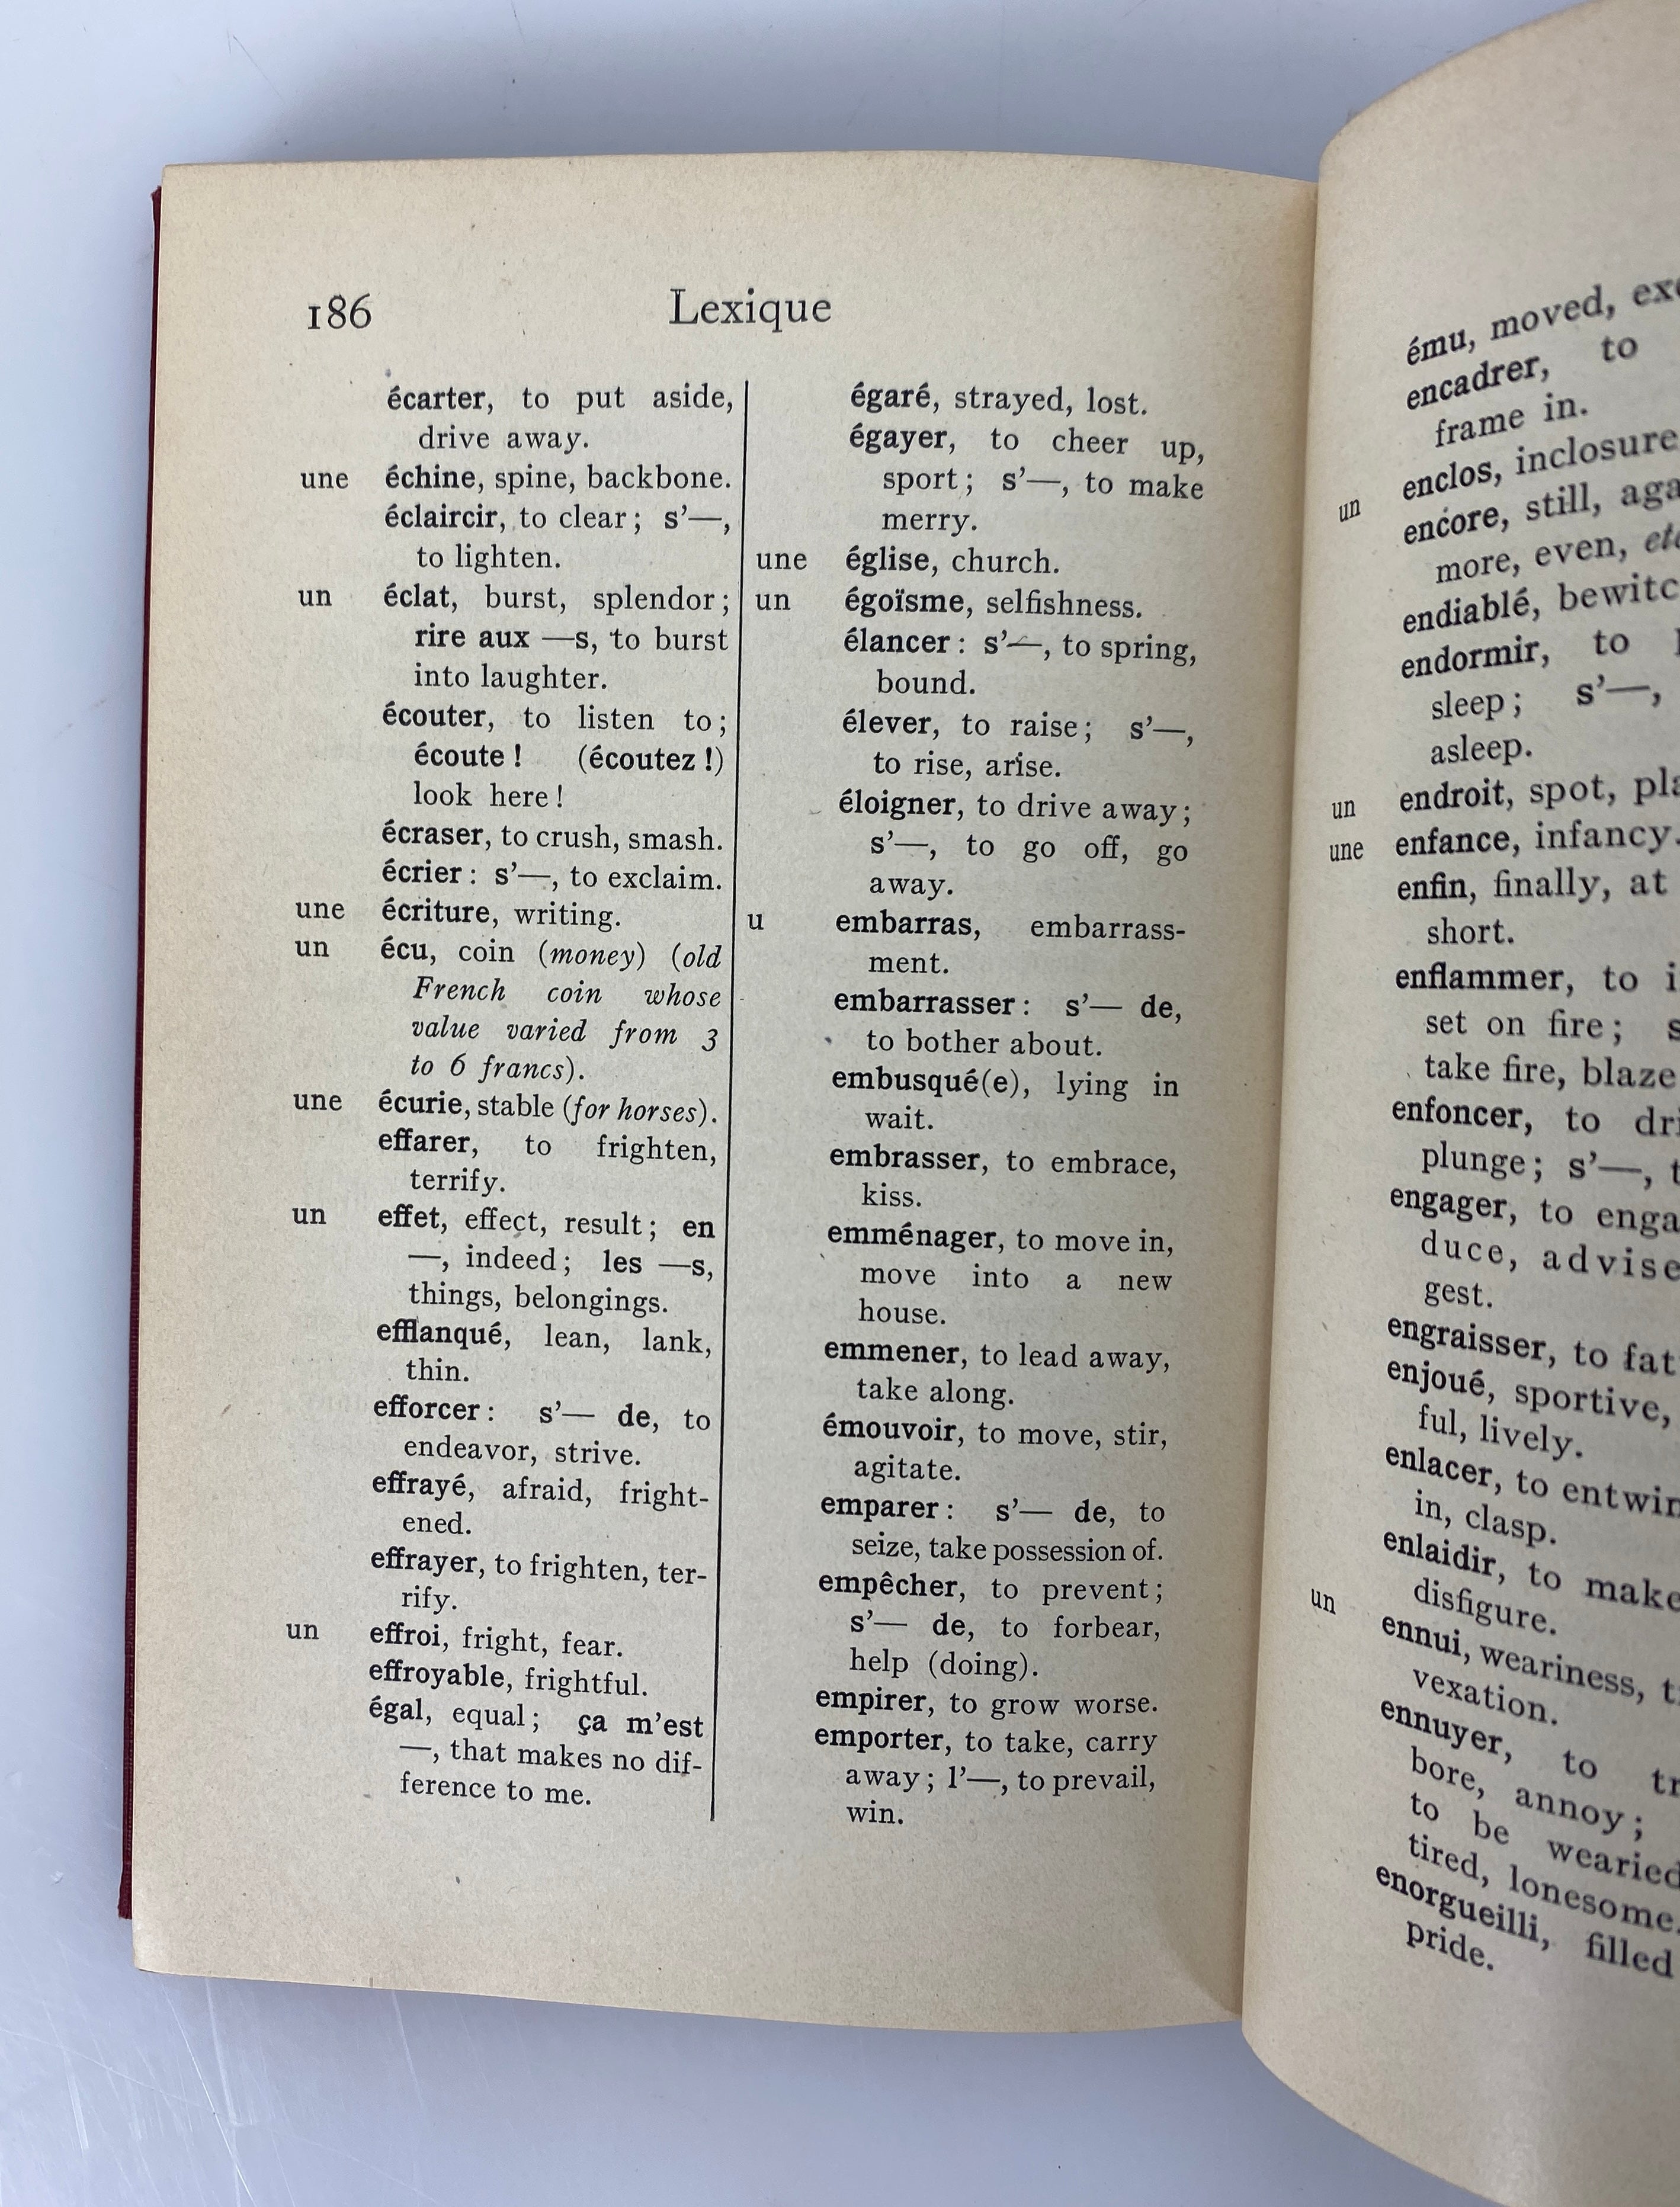 186
Lexique
écarter, to put aside,
drive away.
une échine, spine, backbone.
éclaircir, to clear; s'—,
to lighten.
un éclat, burst, splendor;
rire aux —s, to burst
into laughter.
écouter, to listen to;
écoute! (écoutez!)
look here!
écraser, to crush, smash.
écrier: s'—, to exclaim.
une écriture, writing.
un écu, coin (money) (old
French coin whose
value varied from 3
to 6 francs).
une écurie, stable (for horses).
effarer, to frighten,
terrify.
un effet, effect, result; en
—, indeed; les —s,
things, belongings.
efflanqué, lean, lank,
thin.
efforcer: s'— de, to
endeavor, strive.
effrayé, afraid, fright-
ened.
effrayer, to frighten, ter-
rify.
un effroi, fright, fear.
effroyable, frightful.
égal, equal; ça m'est
—, that makes no dif-
ference to me.
égaré, strayed, lost.
égayer, to cheer up,
sport; s'—, to make
merry.
une église, church.
un égoïsme, selfishness.
élancer: s'—, to spring,
bound.
élever, to raise; s'—,
to rise, arise.
éloigner, to drive away;
s'—, to go off, go
away.
u embarras, embarrass-
ment.
embarrasser: s'— de,
to bother about.
embusqué(e), lying in
wait.
embrasser, to embrace,
kiss.
emménager, to move in,
move into a new
house.
emmener, to lead away,
take along.
émouvoir, to move, stir,
agitate.
emparer: s'— de, to
seize, take possession of.
empêcher, to prevent;
s'— de, to forbear,
help (doing).
empirer, to grow worse.
emporter, to take, carry
away; l'—, to prevail,
win.
ému, moved,
encadrer, to
frame in.
un enclos, inclosure
encore, still,
more, even,
endiablé,
endormir, to
sleep; s'—,
asleep.
un endroit, spot,
une enfance, infancy.
enfin, finally, at
short.
enflammer, to
set on fire;
take fire, blaze
enfoncer, to
plunge; s'—,
engager, to
duce, advise
gest.
engraisser, to
enjoué, sportive,
ful, lively.
enlacer, to
in, clasp.
enlaidir, to make
disfigure.
un ennui, weariness,
vexation.
ennuyer, to
bore, annoy;
to be wearied
tired, lonesome.
enorgueilli, filled
pride.